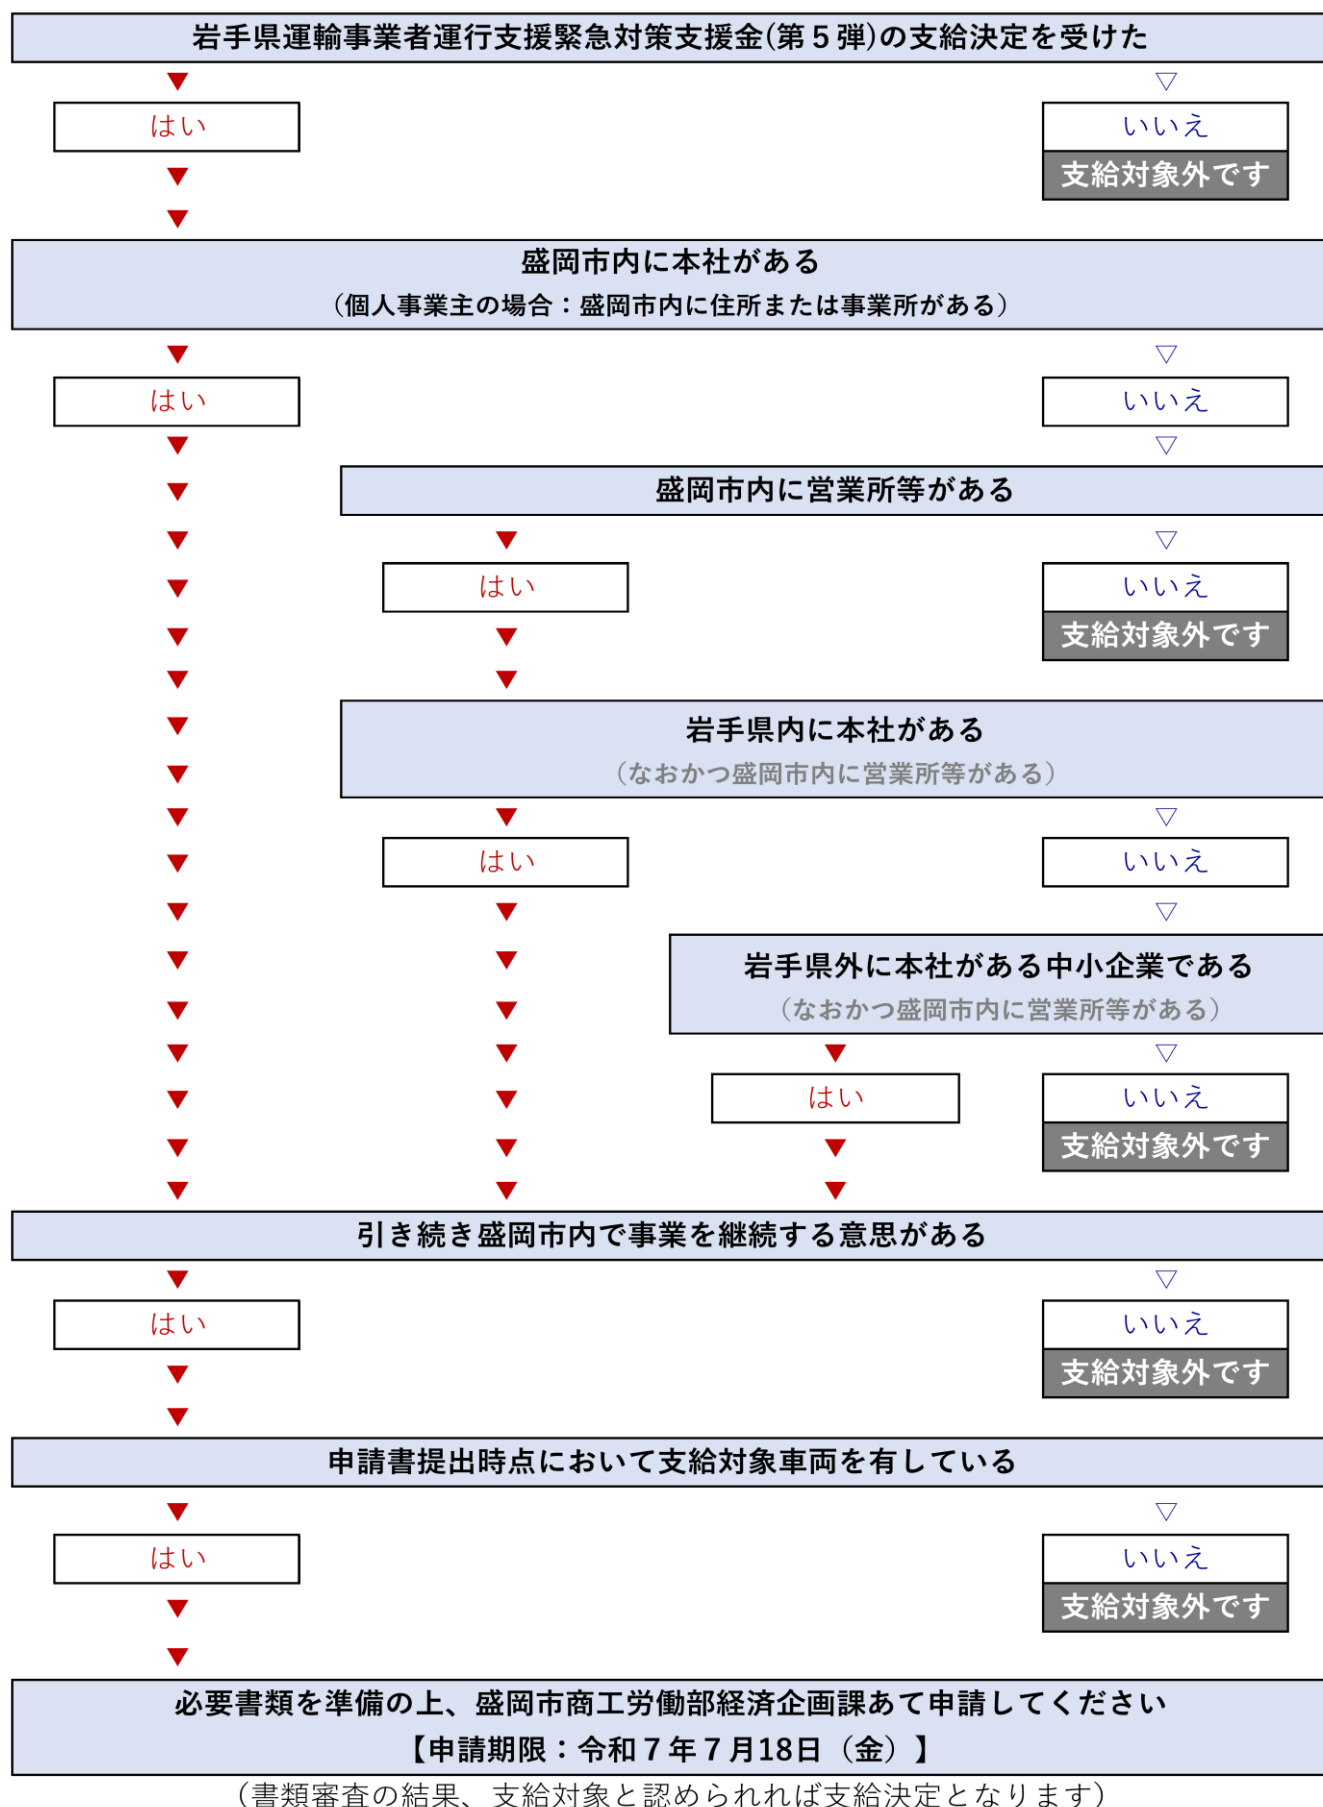 岩手県運輸事業者運行支援緊急対策支援金(第５弾)の支給決定を受けた
▼ ▽
はい いいえ
▼ 支給対象外です
▼
盛岡市内に本社がある
（個人事業主の場合：盛岡市内に住所または事業所がある）
▼ ▽
はい いいえ
▼ ▽
▼ 盛岡市内に営業所等がある
▼ ▼ ▽
▼ はい いいえ
▼ ▼ 支給対象外です
▼ ▼
▼ 岩手県内に本社がある
▼ （なおかつ盛岡市内に営業所等がある）
▼ ▼ ▽
▼ はい いいえ
▼ ▼ ▽
▼ ▼ 岩手県外に本社がある中小企業である
▼ ▼ （なおかつ盛岡市内に営業所等がある）
▼ ▼ ▼ ▽
▼ ▼ はい いいえ
▼ ▼ ▼ 支給対象外です
▼ ▼ ▼
引き続き盛岡市内で事業を継続する意思がある
▼ ▽
はい いいえ
▼ 支給対象外です
▼
申請書提出時点において支給対象車両を有している
▼ ▽
はい いいえ
▼ 支給対象外です
▼
必要書類を準備の上、盛岡市商工労働部経済企画課あて申請してください
【申請期限：令和７年７月18日（金）】
（書類審査の結果、支給対象と認められれば支給決定となります）